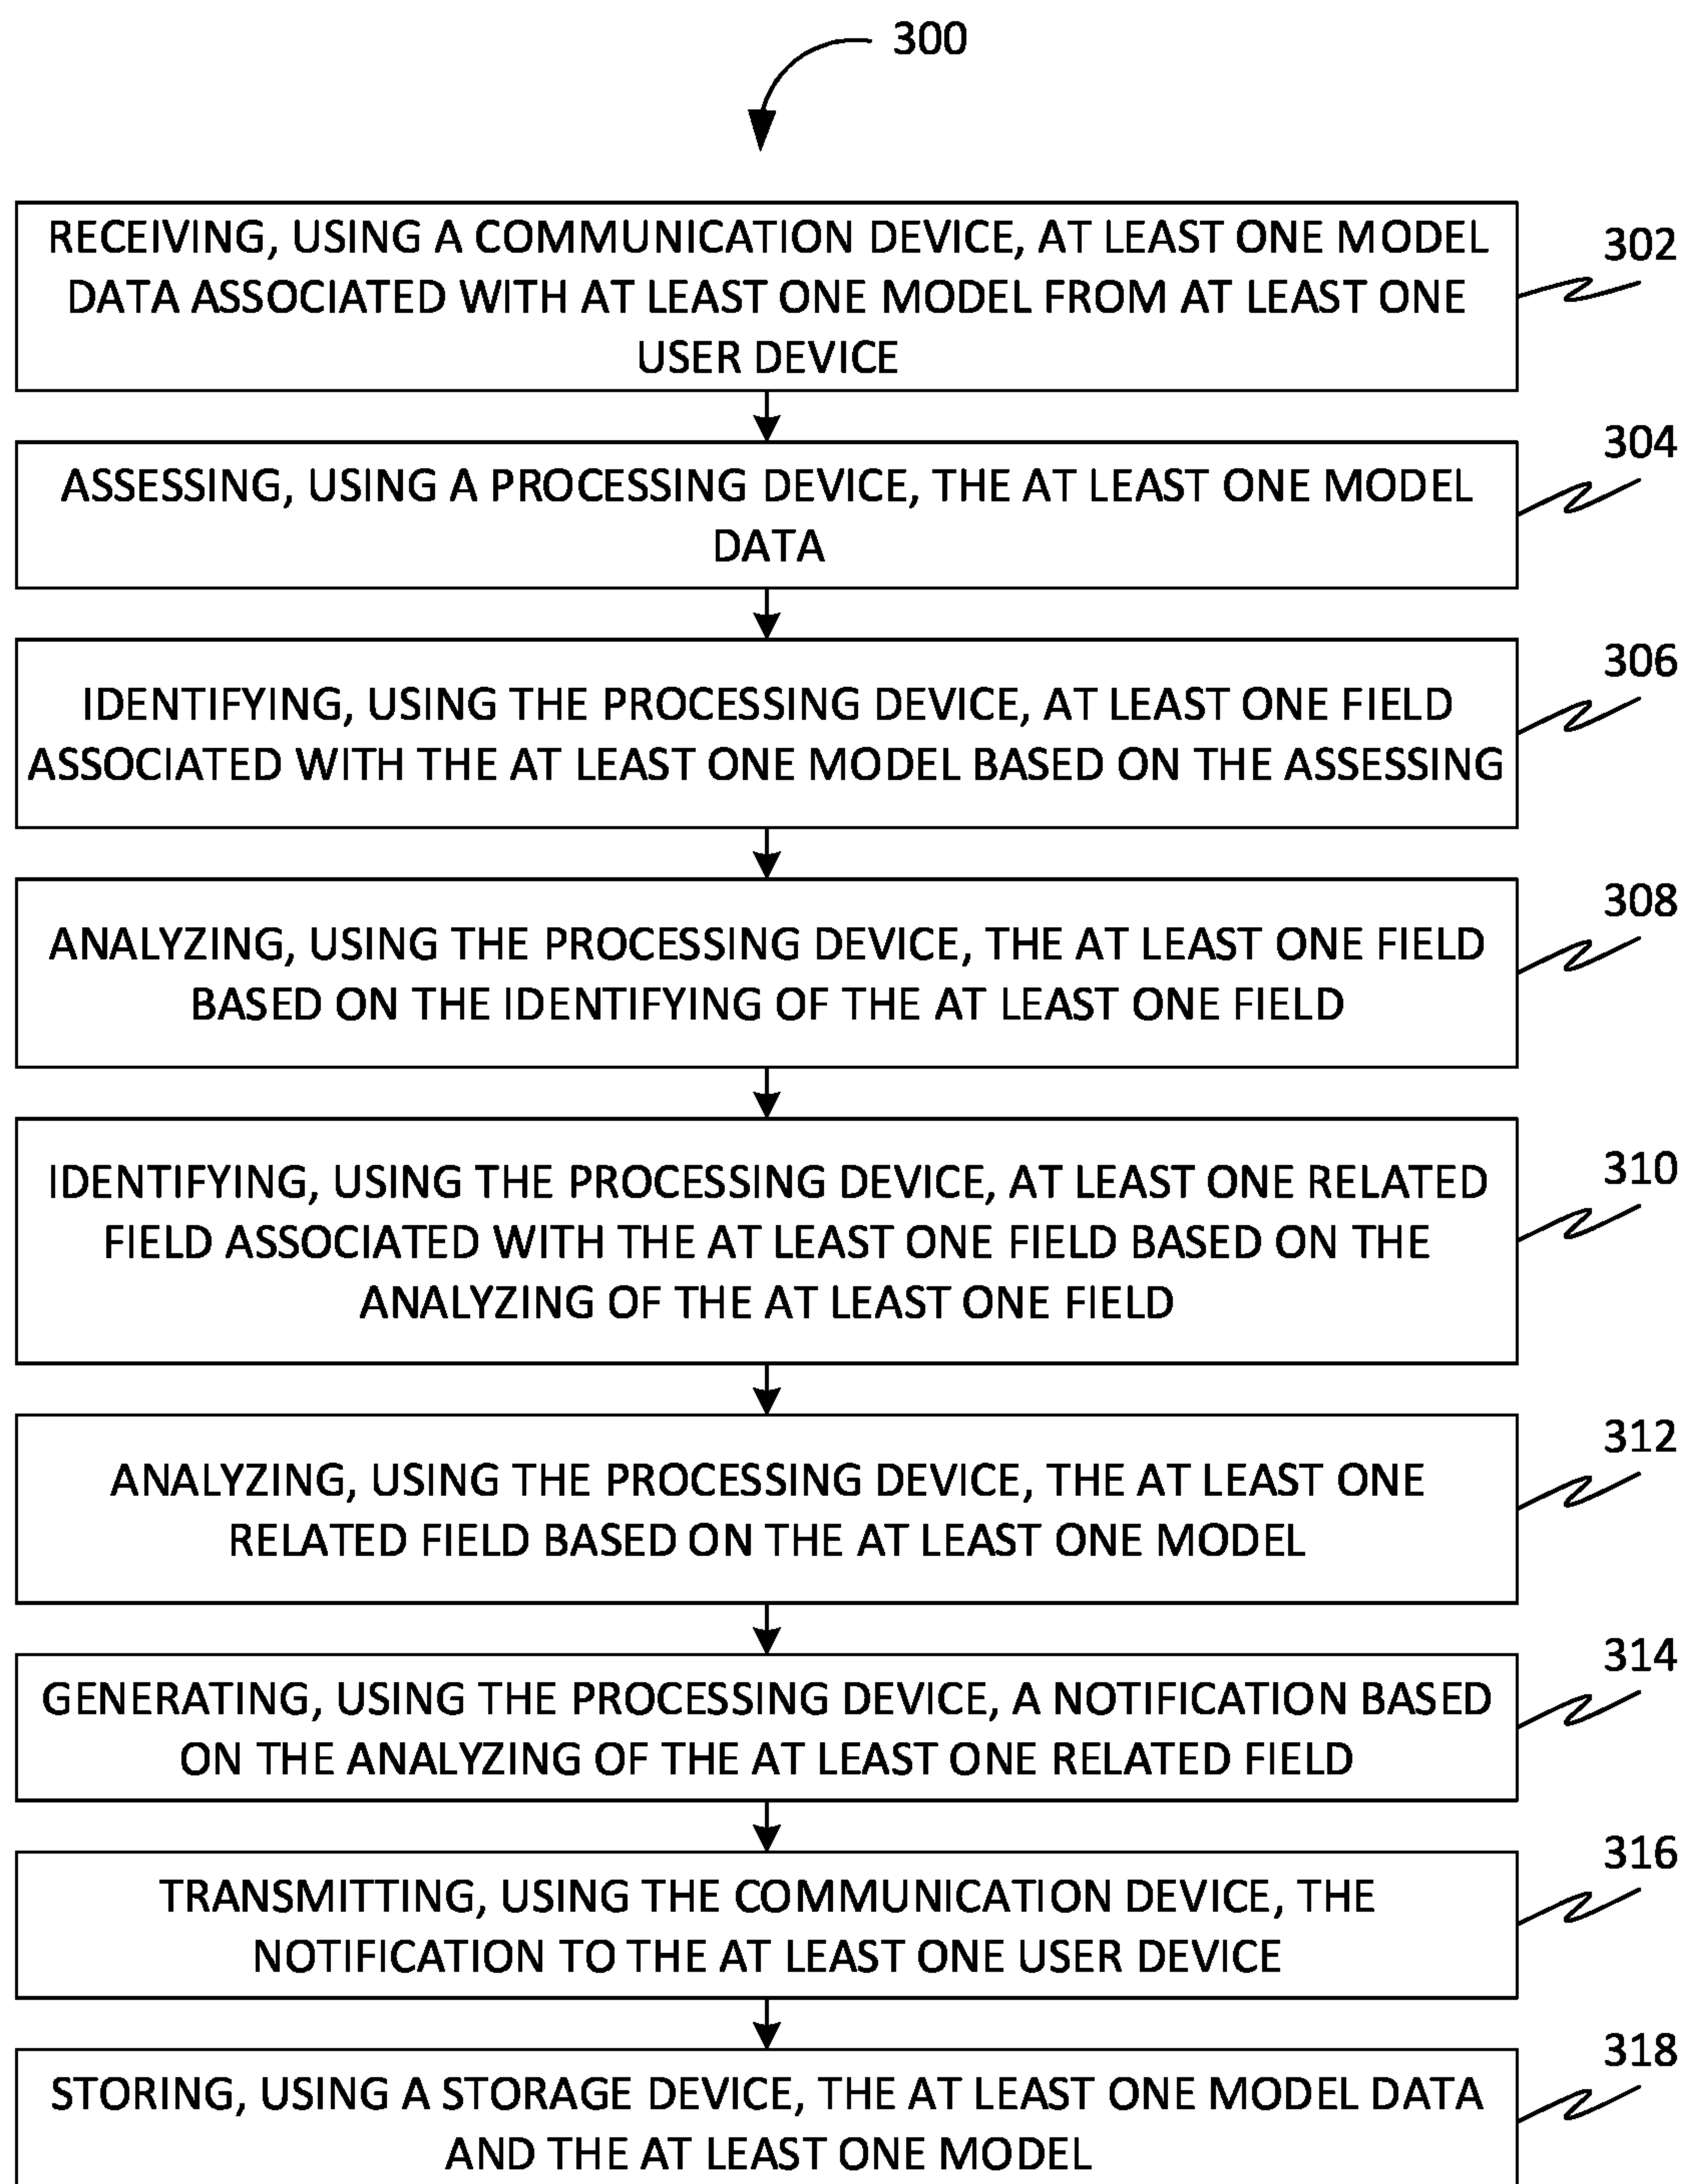 300
RECEIVING, USING A COMMUNICATION DEVICE, AT LEAST ONE MODEL
DATA ASSOCIATED WITH AT LEAST ONE MODEL FROM AT LEAST ONE
USER DEVICE
302
ASSESSING, USING A PROCESSING DEVICE, THE AT LEAST ONE MODEL
DATA
304
IDENTIFYING, USING THE PROCESSING DEVICE, AT LEAST ONE FIELD
ASSOCIATED WITH THE AT LEAST ONE MODEL BASED ON THE ASSESSING
306
ANALYZING, USING THE PROCESSING DEVICE, THE AT LEAST ONE FIELD
BASED ON THE IDENTIFYING OF THE AT LEAST ONE FIELD
308
IDENTIFYING, USING THE PROCESSING DEVICE, AT LEAST ONE RELATED
FIELD ASSOCIATED WITH THE AT LEAST ONE FIELD BASED ON THE
ANALYZING OF THE AT LEAST ONE FIELD
310
ANALYZING, USING THE PROCESSING DEVICE, THE AT LEAST ONE
RELATED FIELD BASED ON THE AT LEAST ONE MODEL
312
GENERATING, USING THE PROCESSING DEVICE, A NOTIFICATION BASED
ON THE ANALYZING OF THE AT LEAST ONE RELATED FIELD
314
TRANSMITTING, USING THE COMMUNICATION DEVICE, THE
NOTIFICATION TO THE AT LEAST ONE USER DEVICE
316
STORING, USING A STORAGE DEVICE, THE AT LEAST ONE MODEL DATA
AND THE AT LEAST ONE MODEL
318